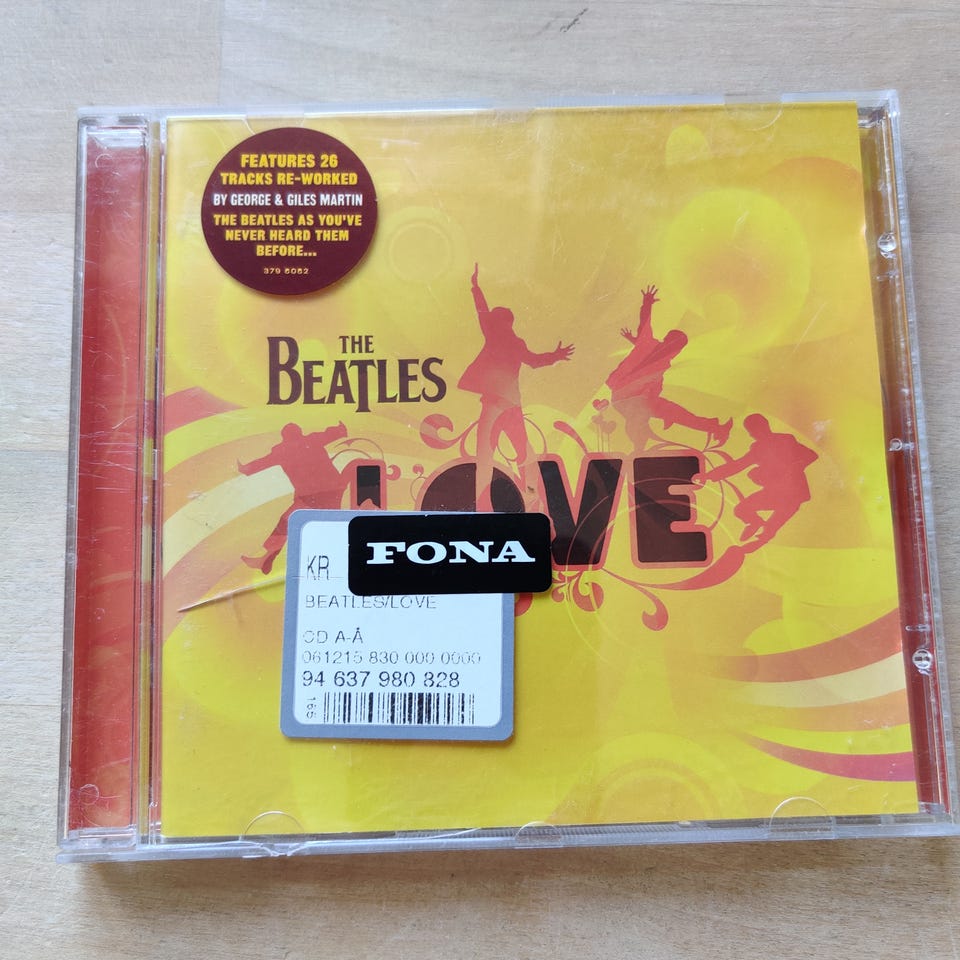 FEATURES 26
TRACKS RE-WORKED
BY GEORGE & GILES MARTIN
THE BEATLES AS YOU'VE
NEVER HEARD THEM
BEFORE...
379 8082
THE
BEATLES
LOVE
FONA
KR
BEATLES/LOVE
CD A-Å
061215 830 000 0000
94 637 980 828
165